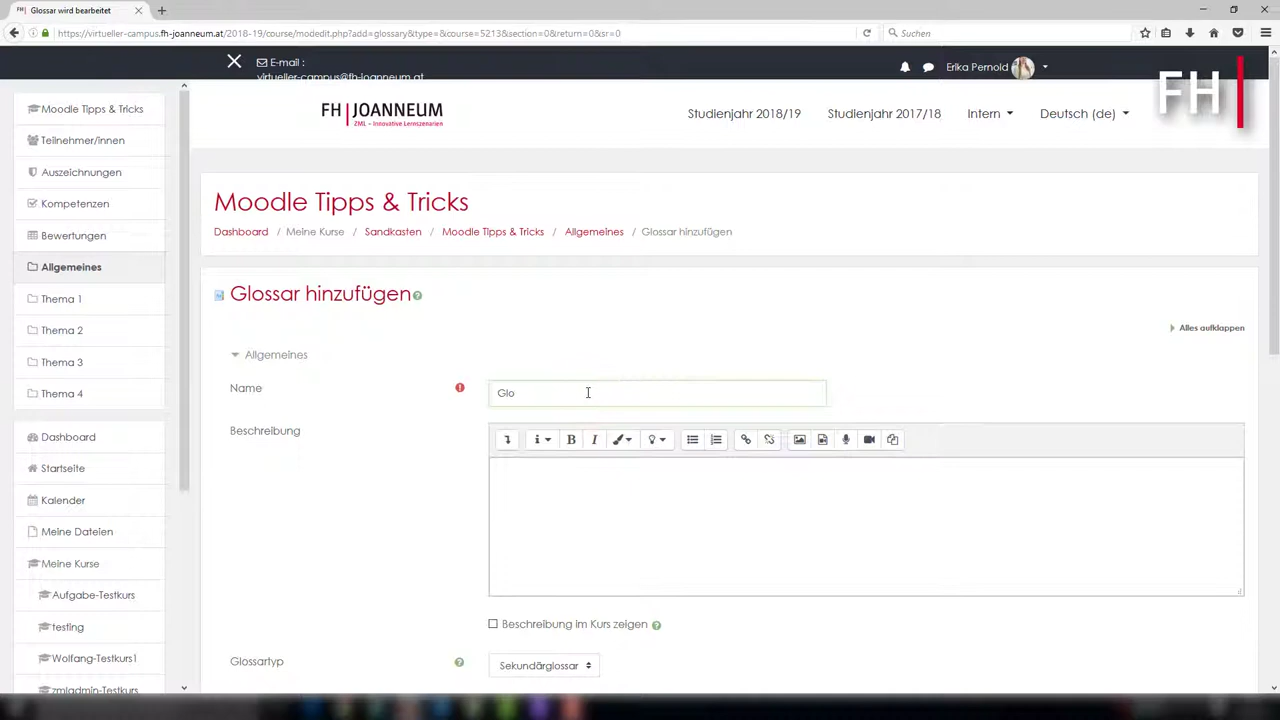 Glossar wird bearbeitet
https://virtueller-campus.fh-joanneum.at/2018-19/course/modedit.php?add=glossary&type=&course=5213&section=0&return=0&sr=0
Suchen
E-mail :
virtueller-campus@fh-joanneum.at
Erika Pernold
FH
FH | JOANNEUM
ZML – Innovative Lernszenarien
Studienjahr 2018/19
Studienjahr 2017/18
Intern
Deutsch (de)
Moodle Tipps & Tricks
Teilnehmer/innen
Auszeichnungen
Kompetenzen
Bewertungen
Allgemeines
Thema 1
Thema 2
Thema 3
Thema 4
Dashboard
Startseite
Kalender
Meine Dateien
Meine Kurse
Aufgabe-Testkurs
testing
Wolfang-Testkurs1
zmladmin-Testkurs
Moodle Tipps & Tricks
Dashboard / Meine Kurse / Sandkasten / Moodle Tipps & Tricks / Allgemeines / Glossar hinzufügen
Glossar hinzufügen
Alles aufklappen
Allgemeines
Name
Glo
Beschreibung
Beschreibung im Kurs zeigen
Glossartyp
Sekundärglossar